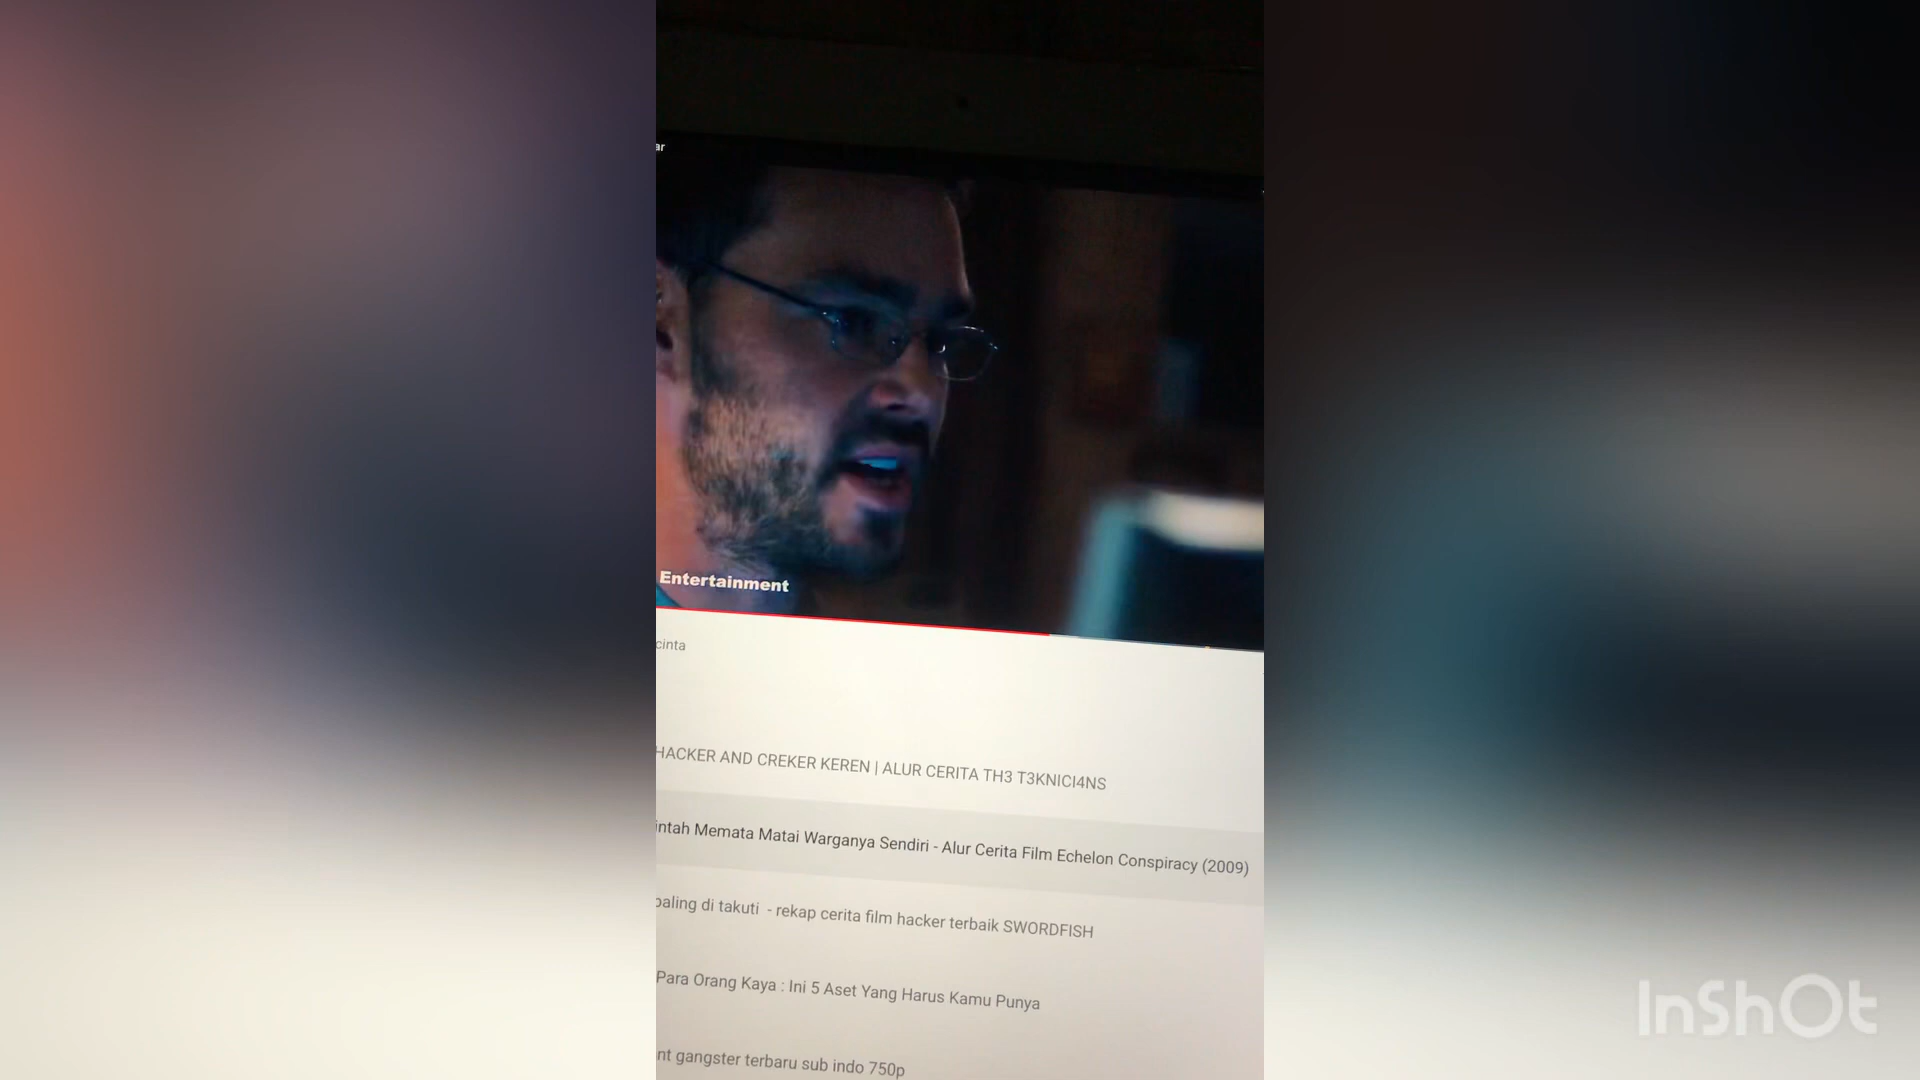 ar
Entertainment
cinta
HACKER AND CREKER KEREN | ALUR CERITA TH3 T3KNICI4NS
intah Memata Matai Warganya Sendiri - Alur Cerita Film Echelon Conspiracy (2009)
paling di takuti - rekap cerita film hacker terbaik SWORDFISH
Para Orang Kaya : Ini 5 Aset Yang Harus Kamu Punya
nt gangster terbaru sub indo 750p
InShOt